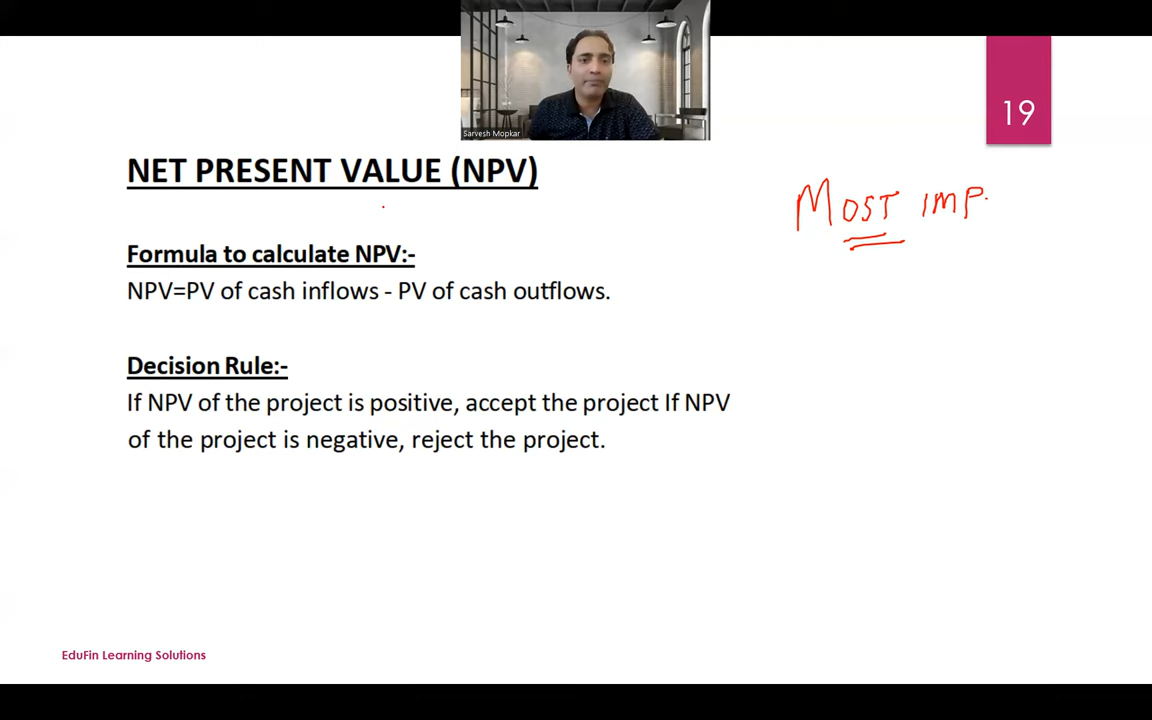 Sarvesh Mopkar
19
NET PRESENT VALUE (NPV)
MOST IMP.
Formula to calculate NPV:-
NPV=PV of cash inflows - PV of cash outflows.
Decision Rule:-
If NPV of the project is positive, accept the project If NPV
of the project is negative, reject the project.
EduFin Learning Solutions